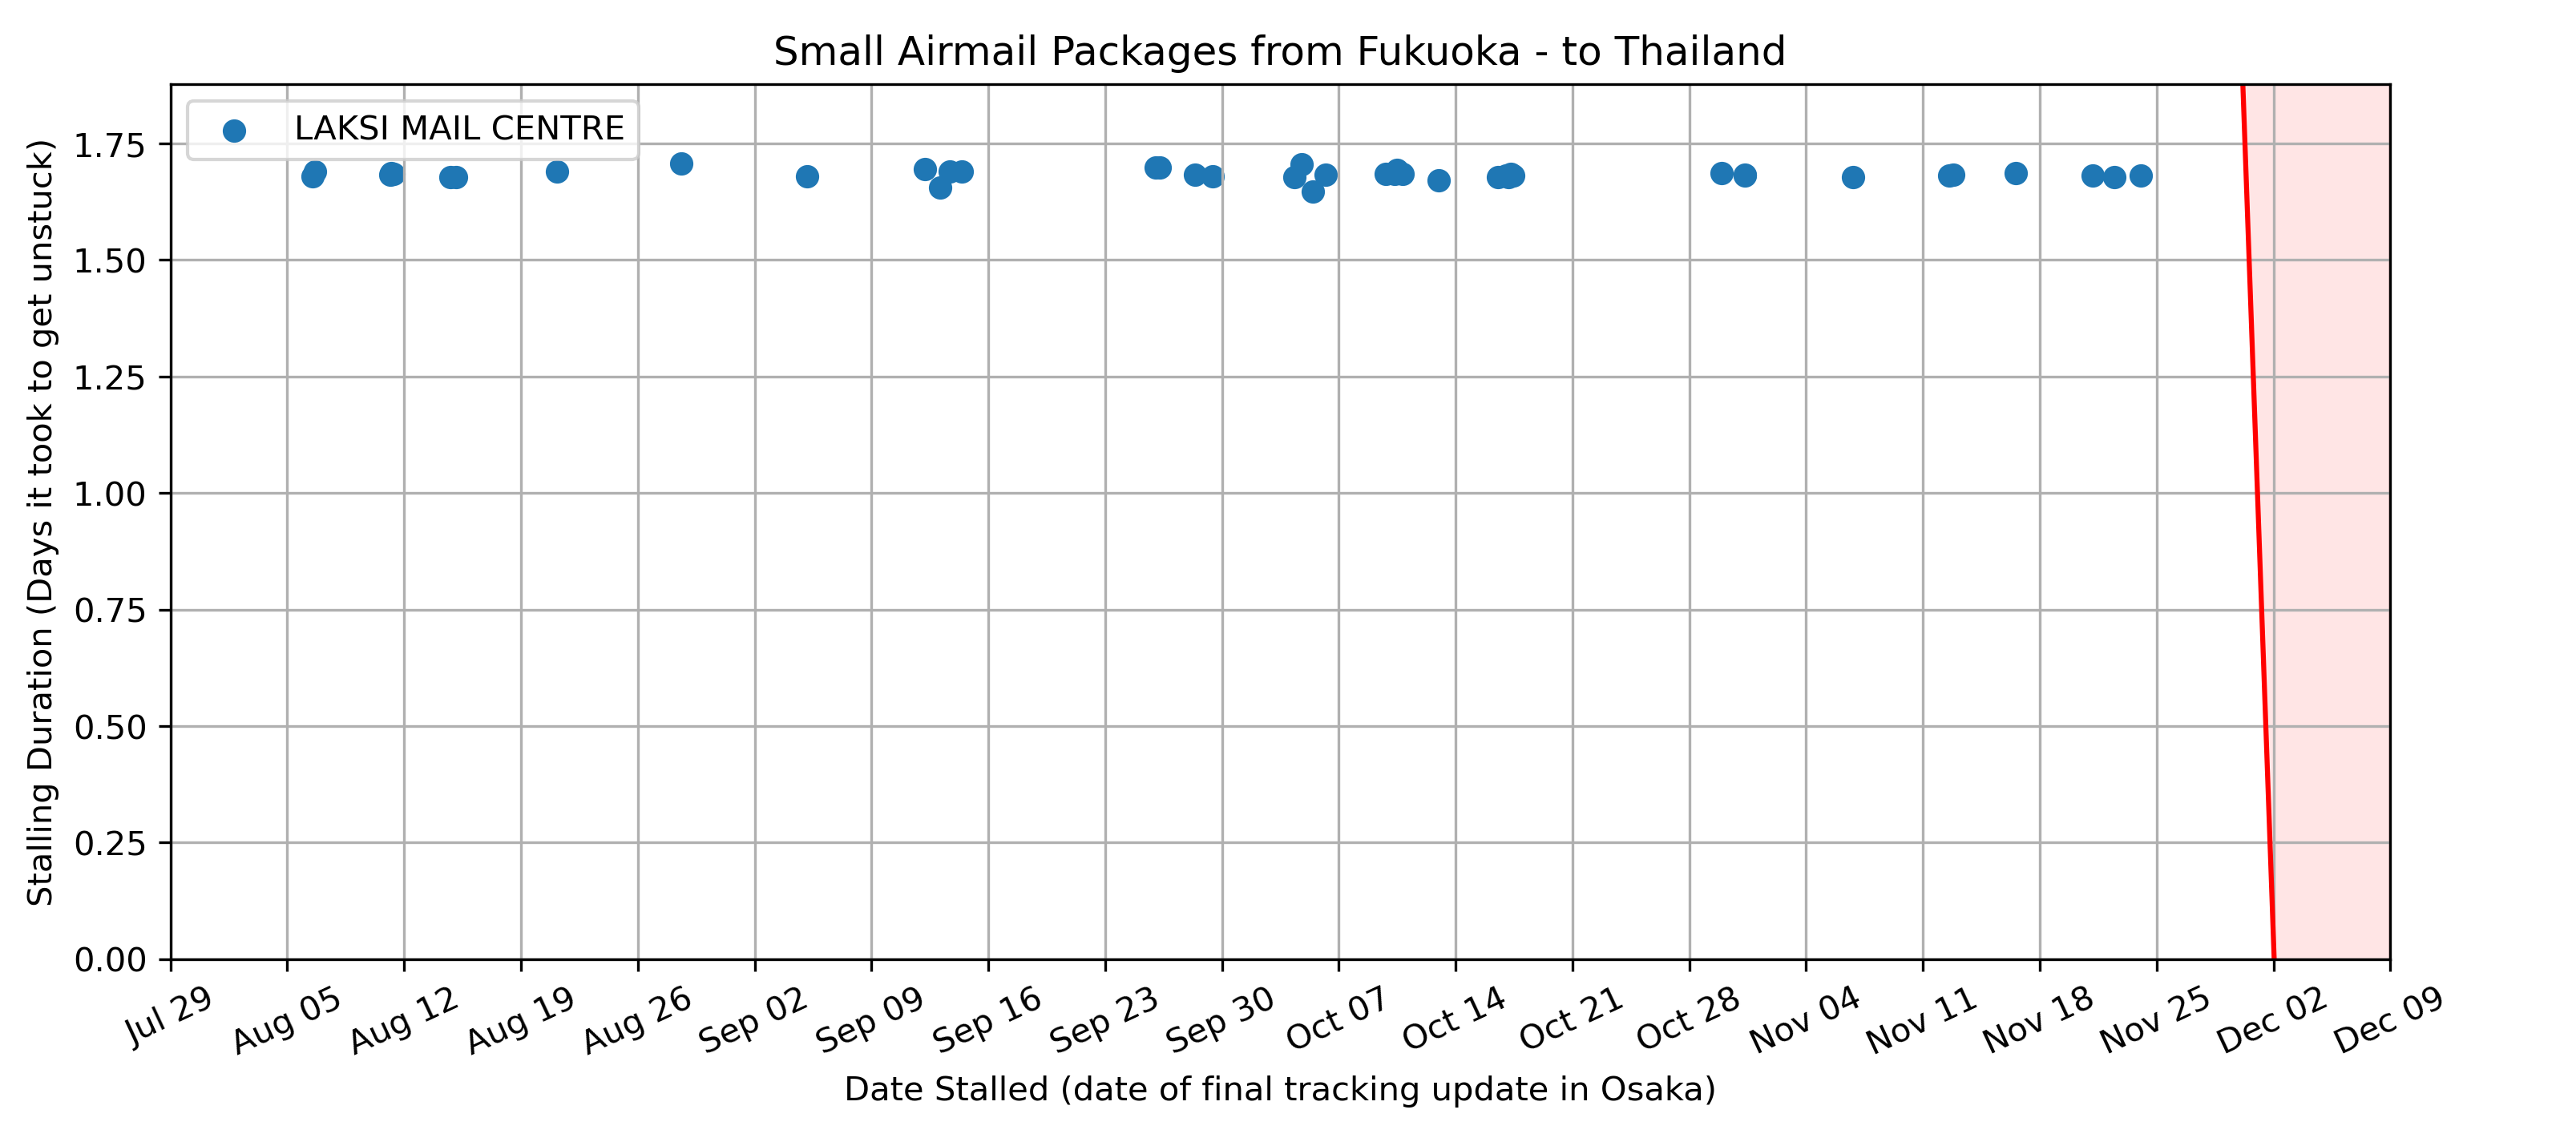 Small Airmail Packages from Fukuoka - to Thailand
LAKSI MAIL CENTRE
Stalling Duration (Days it took to get unstuck)
1.75
1.50
1.25
1.00
0.75
0.50
0.25
0.00
Jul 29
Aug 05
Aug 12
Aug 19
Aug 26
Sep 02
Sep 09
Sep 16
Sep 23
Sep 30
Oct 07
Oct 14
Oct 21
Oct 28
Nov 04
Nov 11
Nov 18
Nov 25
Dec 02
Dec 09
Date Stalled (date of final tracking update in Osaka)